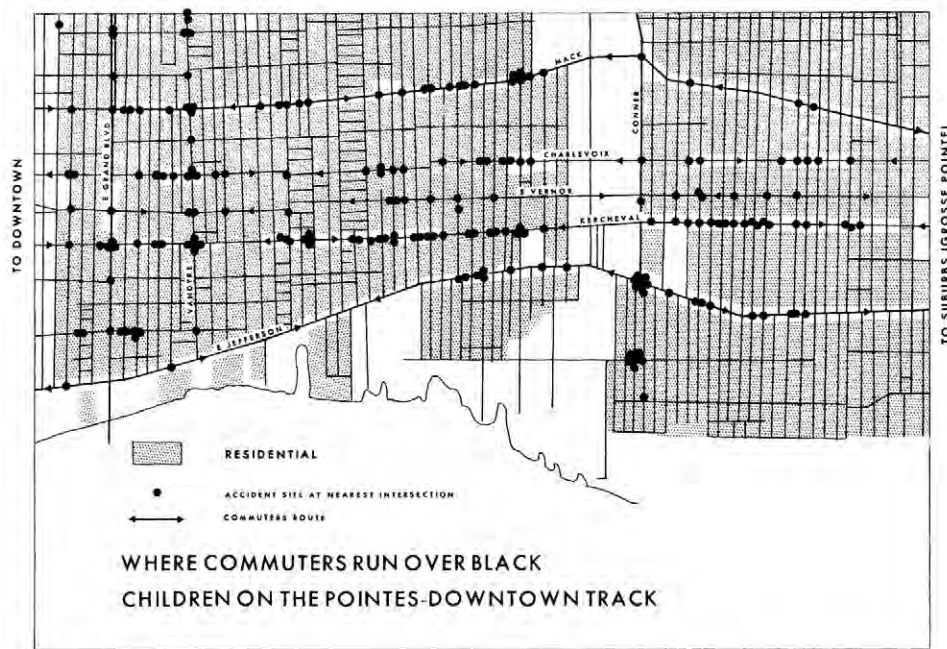 MACK
CONNER
CHARLEVOIX
E GRAND BLVD
E VERNOR
KERCHEVAL
TO DOWNTOWN
TO SUBURBS (GROSSE POINTE)
VANDYKE
E JEFFERSON
RESIDENTIAL
ACCIDENT SITE AT NEAREST INTERSECTION
COMMUTERS ROUTE
WHERE COMMUTERS RUN OVER BLACK
CHILDREN ON THE POINTES-DOWNTOWN TRACK